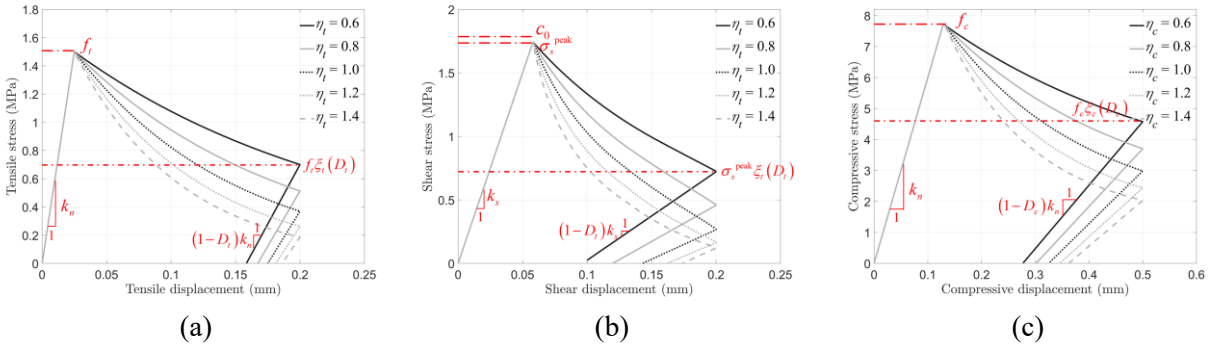 1.8
1.6
1.4
1.2
1
0.8
0.6
0.4
0.2
0
Tensile stress (MPa)
f_t
η_t = 0.6
η_t = 0.8
η_t = 1.0
η_t = 1.2
η_t = 1.4
f_t ξ_t (D_t)
k_n
1
(1−D_t)k_n
1
0 0.05 0.1 0.15 0.2 0.25
Tensile displacement (mm)
(a)
2
1.5
1
0.5
0
Shear stress (MPa)
c_0
σ_s^peak
η_t = 0.6
η_t = 0.8
η_t = 1.0
η_t = 1.2
η_t = 1.4
σ_s^peak ξ_t (D_t)
k_s
1
(1−D_t)k_s
1
0 0.05 0.1 0.15 0.2 0.25
Shear displacement (mm)
(b)
8
7
6
5
4
3
2
1
0
Compressive stress (MPa)
f_c
η_c = 0.6
η_c = 0.8
η_c = 1.0
η_c = 1.2
η_c = 1.4
f_c ξ_c (D_c)
k_n
1
(1−D_c)k_n
1
0 0.1 0.2 0.3 0.4 0.5 0.6
Compressive displacement (mm)
(c)